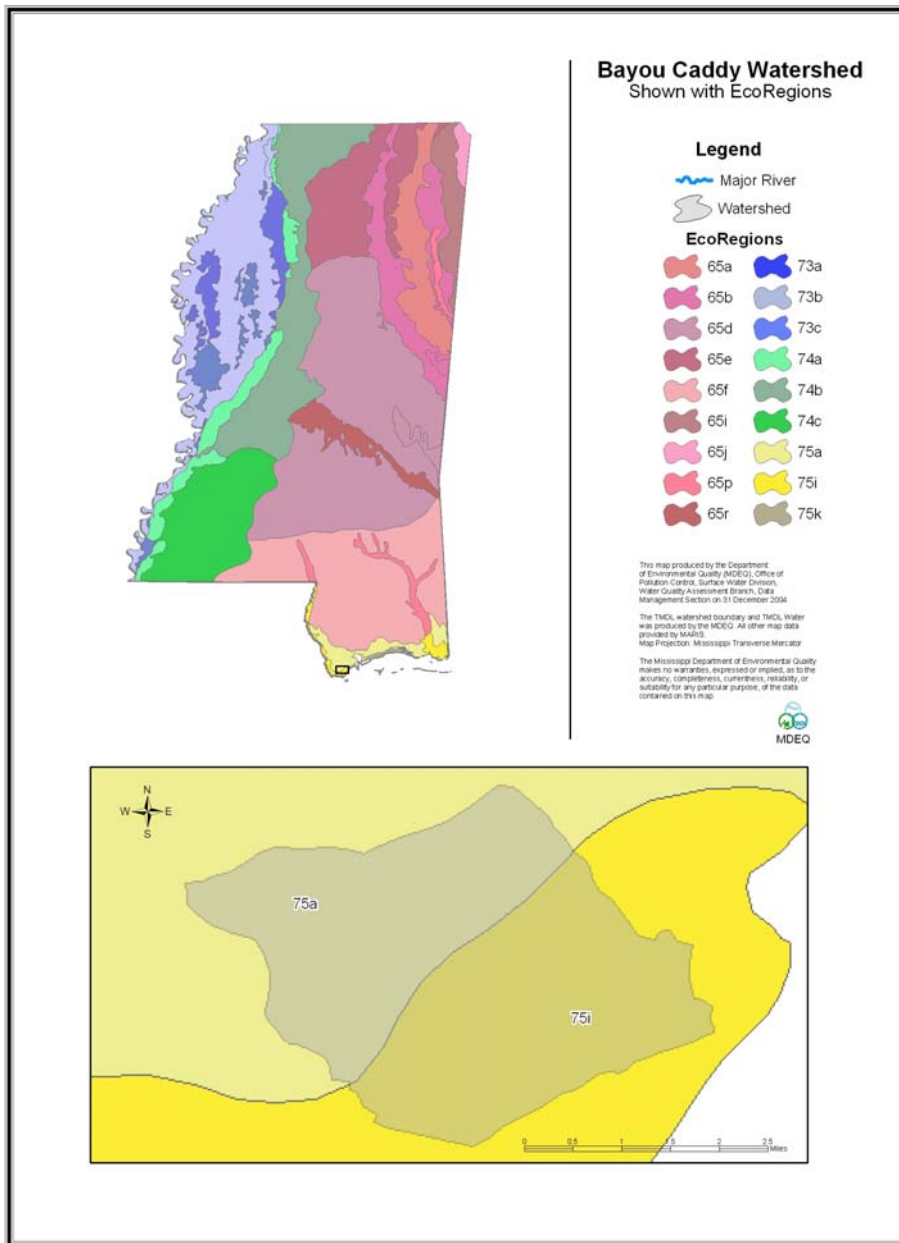 Bayou Caddy Watershed
Shown with EcoRegions
Legend
Major River
Watershed
EcoRegions
65a 73a
65b 73b
65d 73c
65e 74a
65f 74b
65i 74c
65j 75a
65p 75i
65r 75k
This map produced by the Department
of Environmental Quality (MDEQ), Office of
Pollution Control, Surface Water Division,
Water Quality Assessment Branch, Data
Management Section on 31 December 2004.
The TMDL watershed boundary and TMDL Water
was produced by the MDEQ. All other map data
provided by MARIS.
Map Projection: Mississippi Transverse Mercator
The Mississippi Department of Environmental Quality
makes no warranties, expressed or implied, as to the
accuracy, completeness, currentness, reliability, or
suitability for any particular purpose, of the data
contained on this map.
MDEQ
N
W E
S
75a
75i
0 0.5 1 1.5 2 2.5
Miles